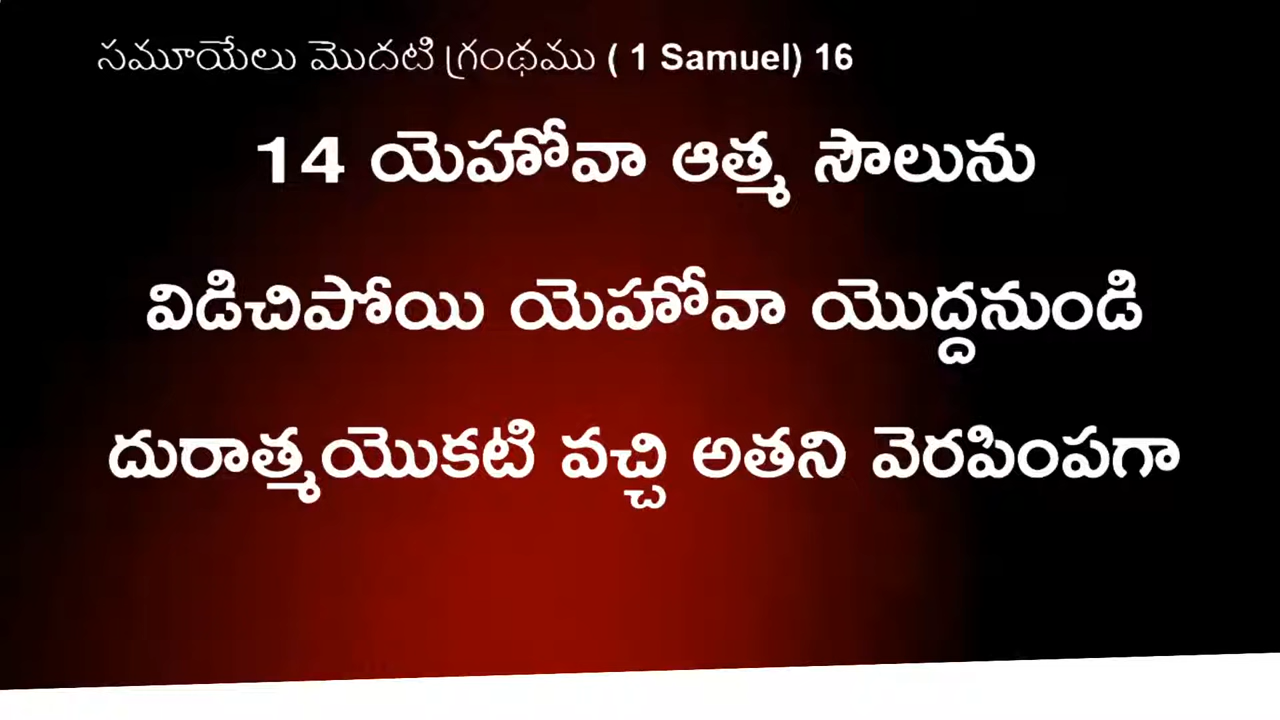 సమూయేలు మొదటి గ్రంథము ( 1 Samuel) 16
14 యెహోవా ఆత్మ సౌలును
విడిచిపోయి యెహోవా యొద్దనుండి
దురాత్మయొకటి వచ్చి అతని వెరపింపగా